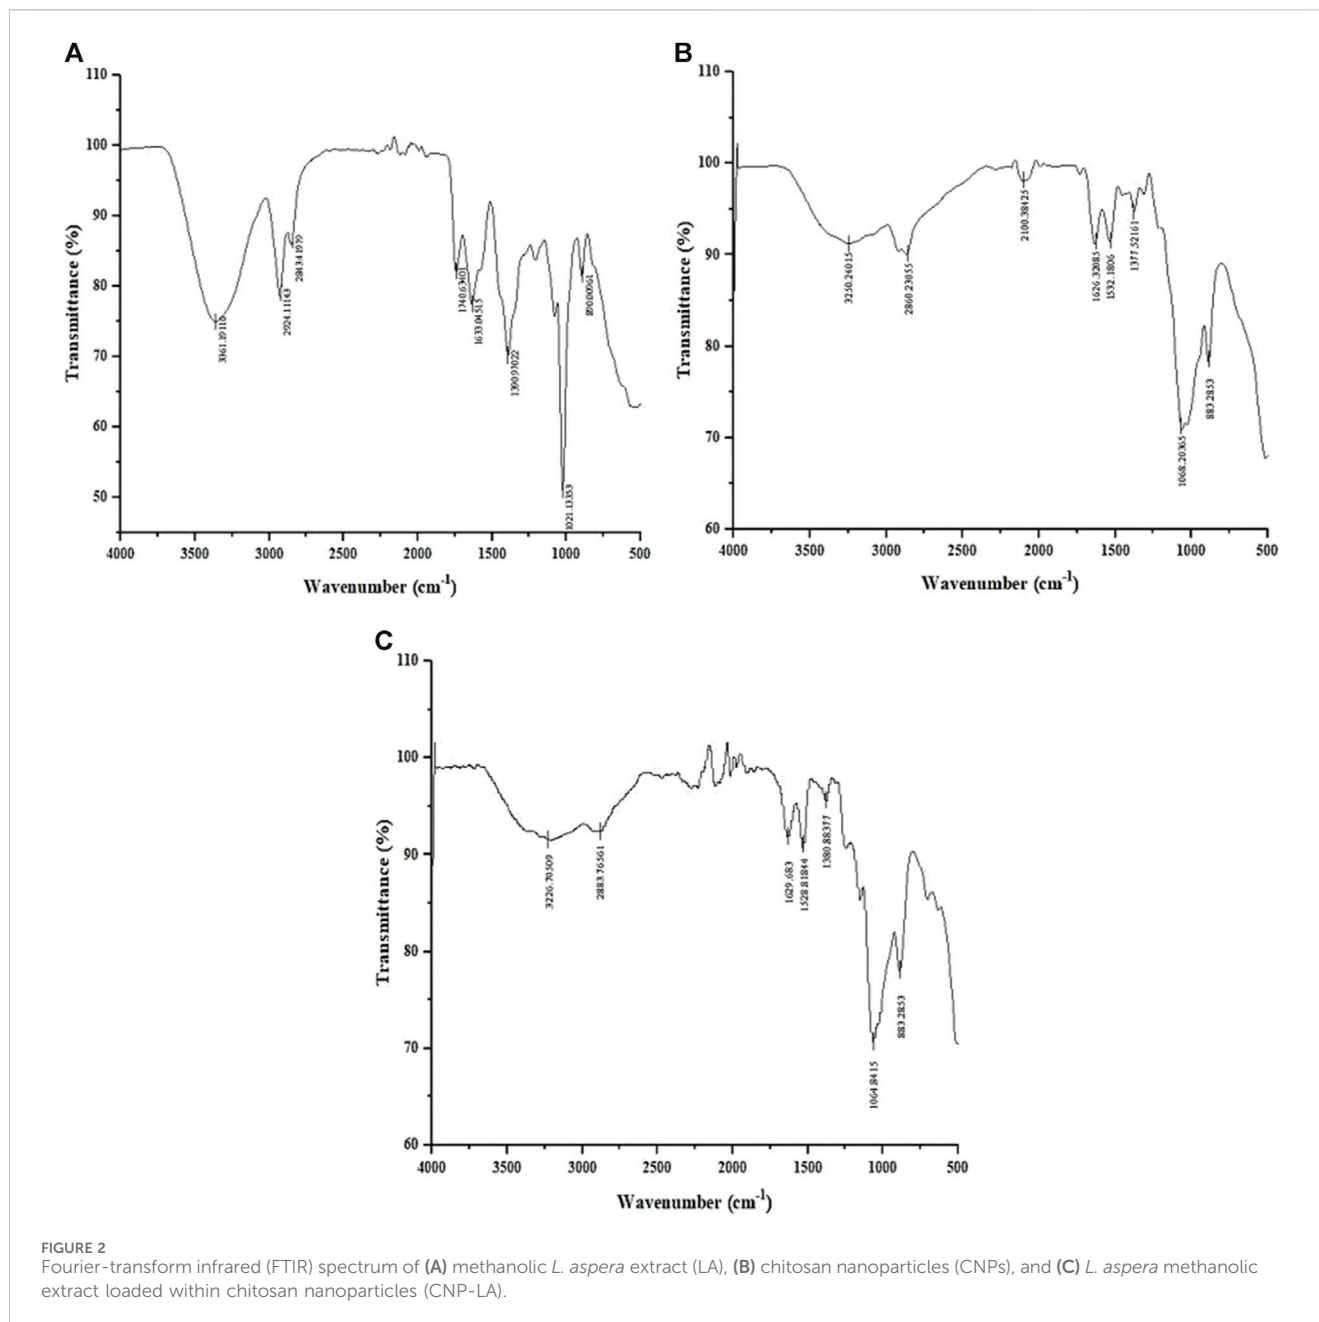 A
110
100
90
80
70
60
50
Transmittance (%)
3361.19110
2924.11143
2843.41979
1740.63401
1633.04515
1390.97022
1021.13353
890.00961
4000 3500 3000 2500 2000 1500 1000 500
Wavenumber (cm-1)
B
110
100
90
80
70
60
Transmittance (%)
3250.24015
2860.23055
2100.38425
1626.32085
1532.1806
1377.52161
1068.20365
883.2853
4000 3500 3000 2500 2000 1500 1000 500
Wavenumber (cm-1)
C
110
100
90
80
70
60
Transmittance (%)
3226.70509
2883.76561
1629.683
1528.81844
1380.88377
1064.8415
883.2853
4000 3500 3000 2500 2000 1500 1000 500
Wavenumber (cm-1)
FIGURE 2
Fourier-transform infrared (FTIR) spectrum of (A) methanolic L. aspera extract (LA), (B) chitosan nanoparticles (CNPs), and (C) L. aspera methanolic
extract loaded within chitosan nanoparticles (CNP-LA).